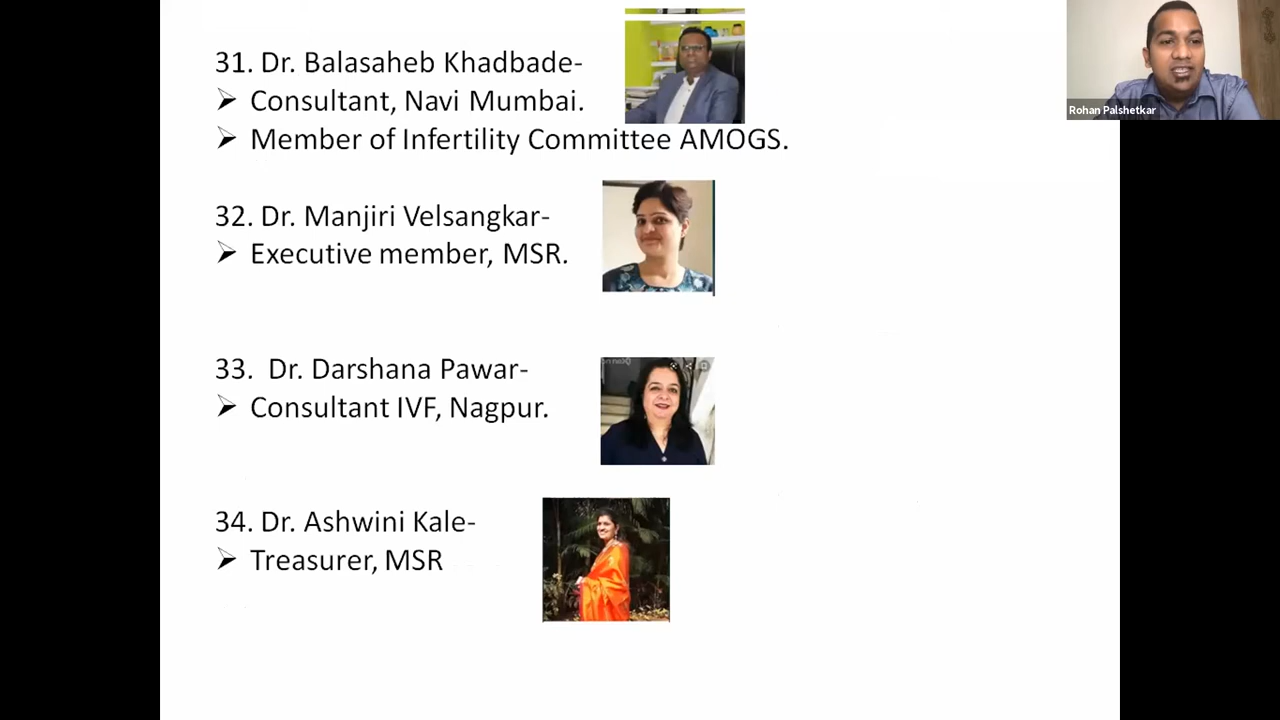 31. Dr. Balasaheb Khadbade-
➢ Consultant, Navi Mumbai.
➢ Member of Infertility Committee AMOGS.
32. Dr. Manjiri Velsangkar-
➢ Executive member, MSR.
33.  Dr. Darshana Pawar-
➢ Consultant IVF, Nagpur.
34. Dr. Ashwini Kale-
➢ Treasurer, MSR
Rohan Palshetkar